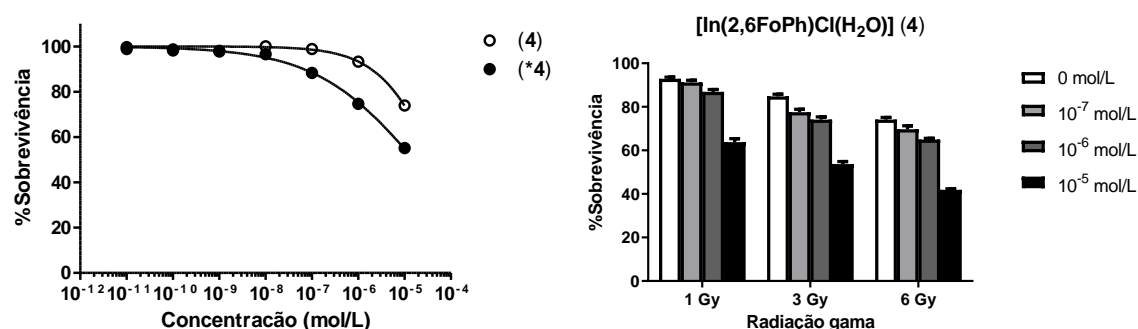 %Sobrevivência
100
80
60
40
20
0
10⁻¹² 10⁻¹¹ 10⁻¹⁰ 10⁻⁹ 10⁻⁸ 10⁻⁷ 10⁻⁶ 10⁻⁵ 10⁻⁴
Concentracão (mol/L)
(4)
(*4)
[In(2,6FoPh)Cl(H₂O)] (4)
%Sobrevivência
100
80
60
40
20
0
1 Gy 3 Gy 6 Gy
Radiação gama
0 mol/L
10⁻⁷ mol/L
10⁻⁶ mol/L
10⁻⁵ mol/L